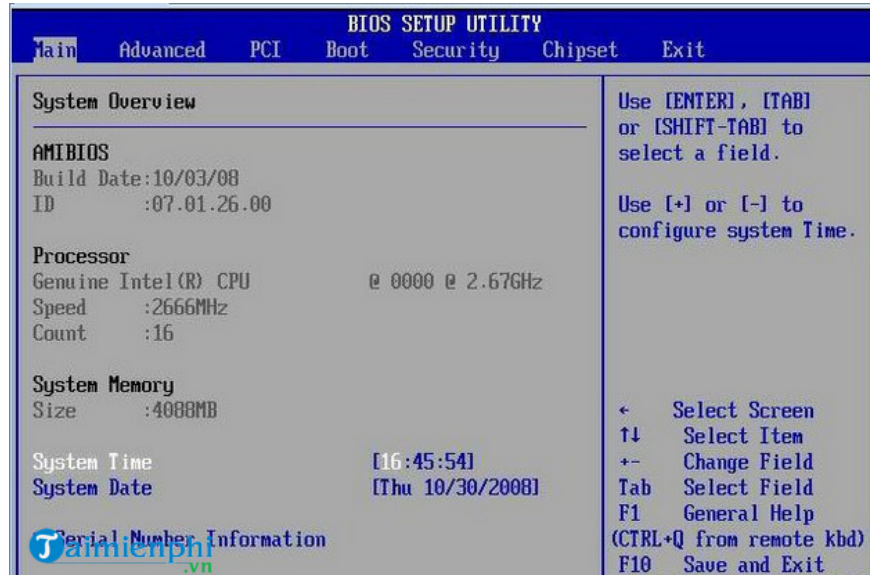 BIOS SETUP UTILITY
Main Advanced PCI Boot Security Chipset Exit
System Overview
AMIBIOS
Build Date:10/03/08
ID :07.01.26.00
Processor
Genuine Intel(R) CPU @ 0000 @ 2.67GHz
Speed :2666MHz
Count :16
System Memory
Size :4088MB
System Time [16:45:54]
System Date [Thu 10/30/2008]
Serial Number Information
Use [ENTER], [TAB]
or [SHIFT-TAB] to
select a field.
Use [+] or [-] to
configure system Time.
← Select Screen
↑↓ Select Item
+- Change Field
Tab Select Field
F1 General Help
(CTRL+Q from remote kbd)
F10 Save and Exit
Taimienphi
.vn